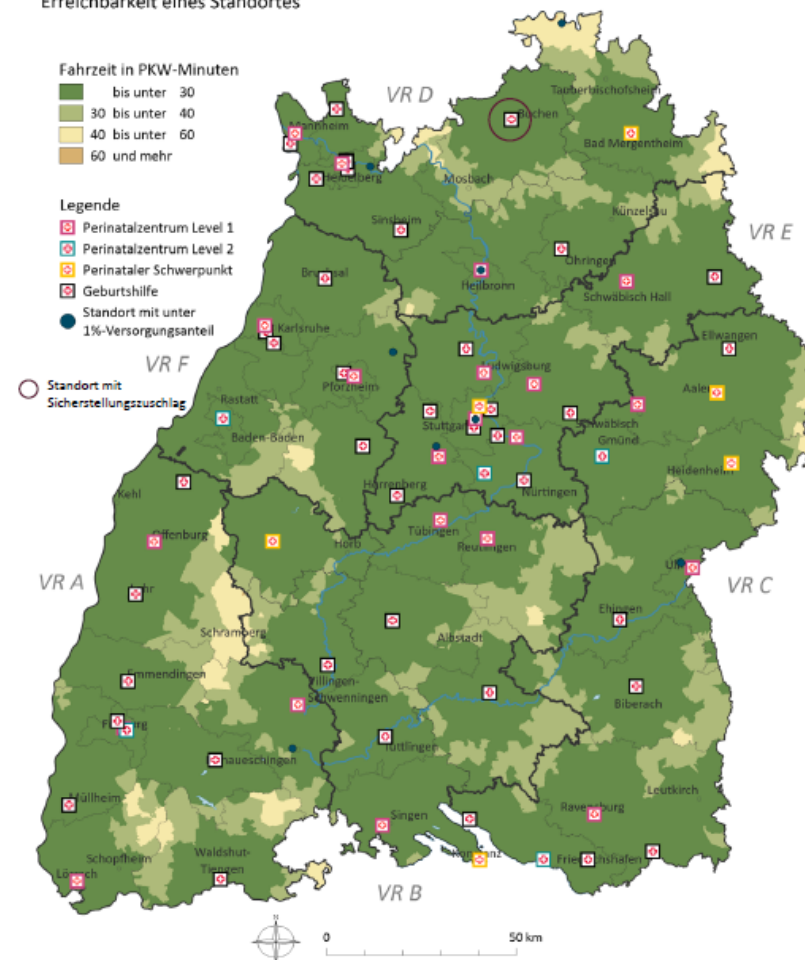 Erreichbarkeit eines Standortes
Fahrzeit in PKW-Minuten
bis unter 30
30 bis unter 40
40 bis unter 60
60 und mehr
Legende
Perinatalzentrum Level 1
Perinatalzentrum Level 2
Perinataler Schwerpunkt
Geburtshilfe
Standort mit unter
1%-Versorgungsanteil
Standort mit
Sicherstellungszuschlag
VR D
Tauberbischofsheim
Buchen
Mannheim
Bad Mergentheim
Heidelberg
Mosbach
Künzelsau
Sinsheim
VR E
Öhringen
Bruchsal
Heilbronn
Schwäbisch Hall
Karlsruhe
Ellwangen
VR F
Ludwigsburg
Pforzheim
Aalen
Rastatt
Stuttgart
Schwäbisch
Gmünd
Baden-Baden
Heidenheim
Herrenberg
Nürtingen
Kehl
Tübingen
Offenburg
Horb
Reutlingen
Ulm
VR A
VR C
Lahr
Ehingen
Schramberg
Albstadt
Emmendingen
Villingen-
Schwenningen
Biberach
Freiburg
Tuttlingen
Donaueschingen
Leutkirch
Müllheim
Ravensburg
Singen
Schopfheim
Waldshut-
Tiengen
Konstanz
Friedrichshafen
Lörrach
VR B
N
0 50 km